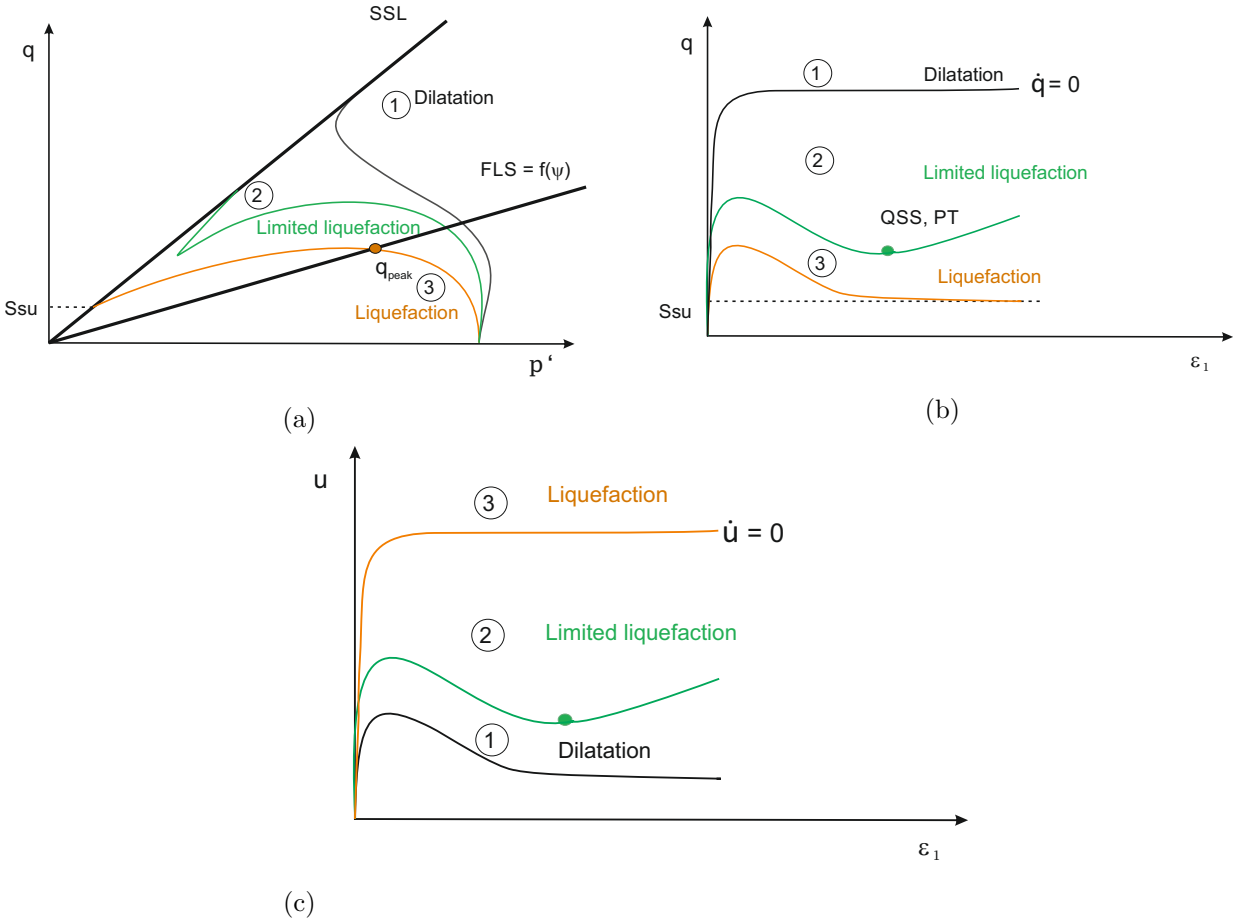 SSL
q
1 Dilatation
FLS = f(ψ)
2
Limited liquefaction
q_peak
3
Ssu
Liquefaction
p‘
(a)
q
1
Dilatation
q̇ = 0
2
Limited liquefaction
QSS, PT
3
Liquefaction
Ssu
ε₁
(b)
u
3
Liquefaction
u̇ = 0
2
Limited liquefaction
1
Dilatation
ε₁
(c)